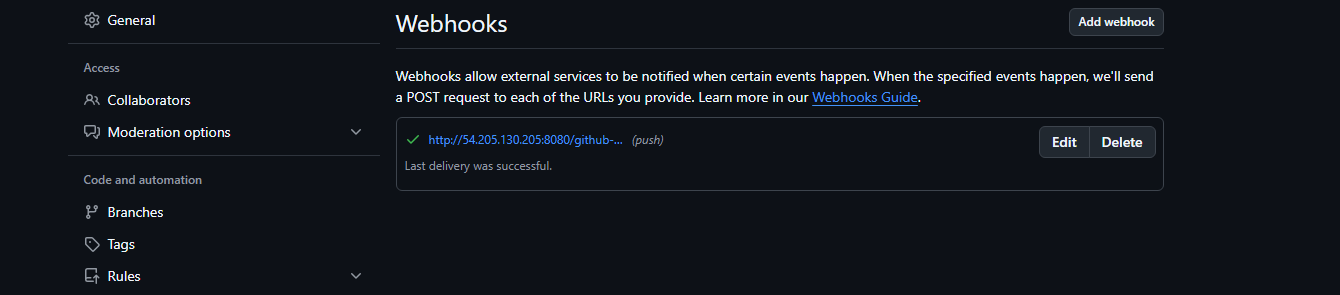 General
Access
Collaborators
Moderation options
Code and automation
Branches
Tags
Rules
Webhooks
Add webhook
Webhooks allow external services to be notified when certain events happen. When the specified events happen, we'll send
a POST request to each of the URLs you provide. Learn more in our Webhooks Guide.
http://54.205.130.205:8080/github-... (push)
Edit Delete
Last delivery was successful.